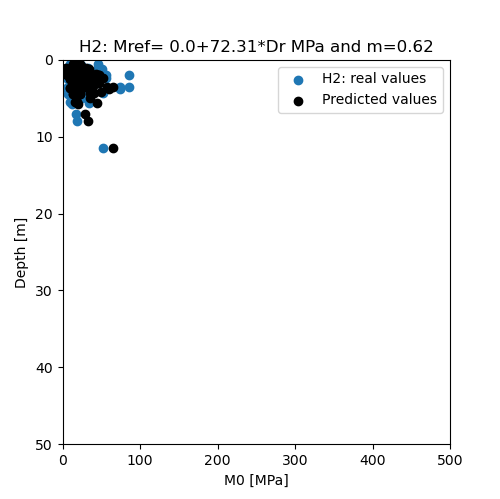 H2: Mref= 0.0+72.31*Dr MPa and m=0.62
H2: real values
Predicted values
0
10
20
30
40
50
Depth [m]
0 100 200 300 400 500
M0 [MPa]